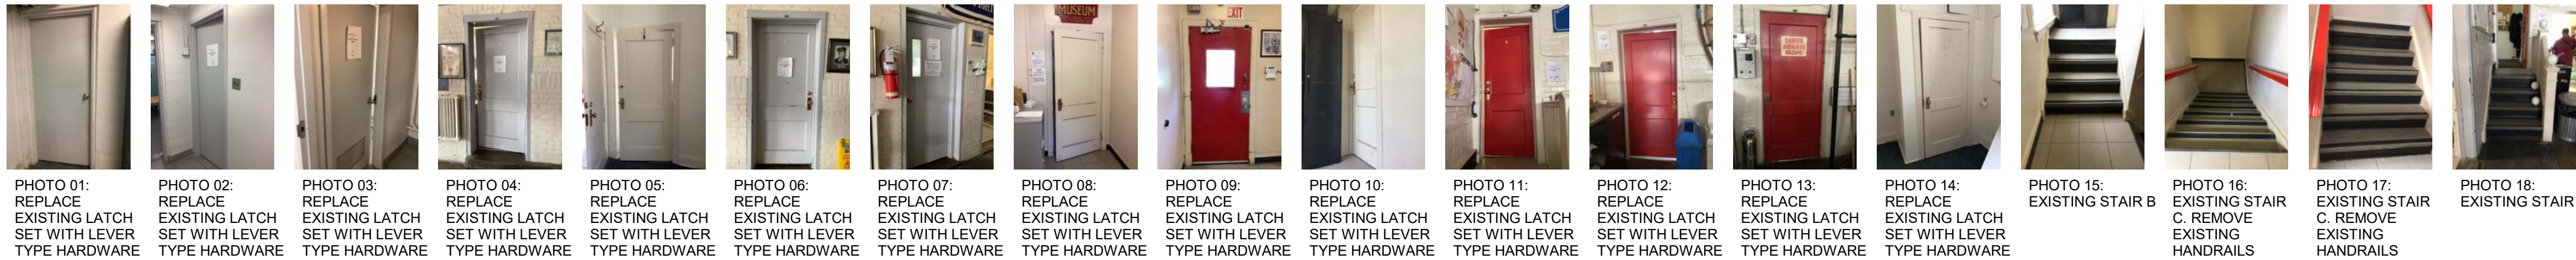 MUSEUM
EXIT
DANGER
PHOTO 01:
REPLACE
EXISTING LATCH
SET WITH LEVER
TYPE HARDWARE
PHOTO 02:
REPLACE
EXISTING LATCH
SET WITH LEVER
TYPE HARDWARE
PHOTO 03:
REPLACE
EXISTING LATCH
SET WITH LEVER
TYPE HARDWARE
PHOTO 04:
REPLACE
EXISTING LATCH
SET WITH LEVER
TYPE HARDWARE
PHOTO 05:
REPLACE
EXISTING LATCH
SET WITH LEVER
TYPE HARDWARE
PHOTO 06:
REPLACE
EXISTING LATCH
SET WITH LEVER
TYPE HARDWARE
PHOTO 07:
REPLACE
EXISTING LATCH
SET WITH LEVER
TYPE HARDWARE
PHOTO 08:
REPLACE
EXISTING LATCH
SET WITH LEVER
TYPE HARDWARE
PHOTO 09:
REPLACE
EXISTING LATCH
SET WITH LEVER
TYPE HARDWARE
PHOTO 10:
REPLACE
EXISTING LATCH
SET WITH LEVER
TYPE HARDWARE
PHOTO 11:
REPLACE
EXISTING LATCH
SET WITH LEVER
TYPE HARDWARE
PHOTO 12:
REPLACE
EXISTING LATCH
SET WITH LEVER
TYPE HARDWARE
PHOTO 13:
REPLACE
EXISTING LATCH
SET WITH LEVER
TYPE HARDWARE
PHOTO 14:
REPLACE
EXISTING LATCH
SET WITH LEVER
TYPE HARDWARE
PHOTO 15:
EXISTING STAIR B
PHOTO 16:
EXISTING STAIR
C. REMOVE
EXISTING
HANDRAILS
PHOTO 17:
EXISTING STAIR
C. REMOVE
EXISTING
HANDRAILS
PHOTO 18:
EXISTING STAIR